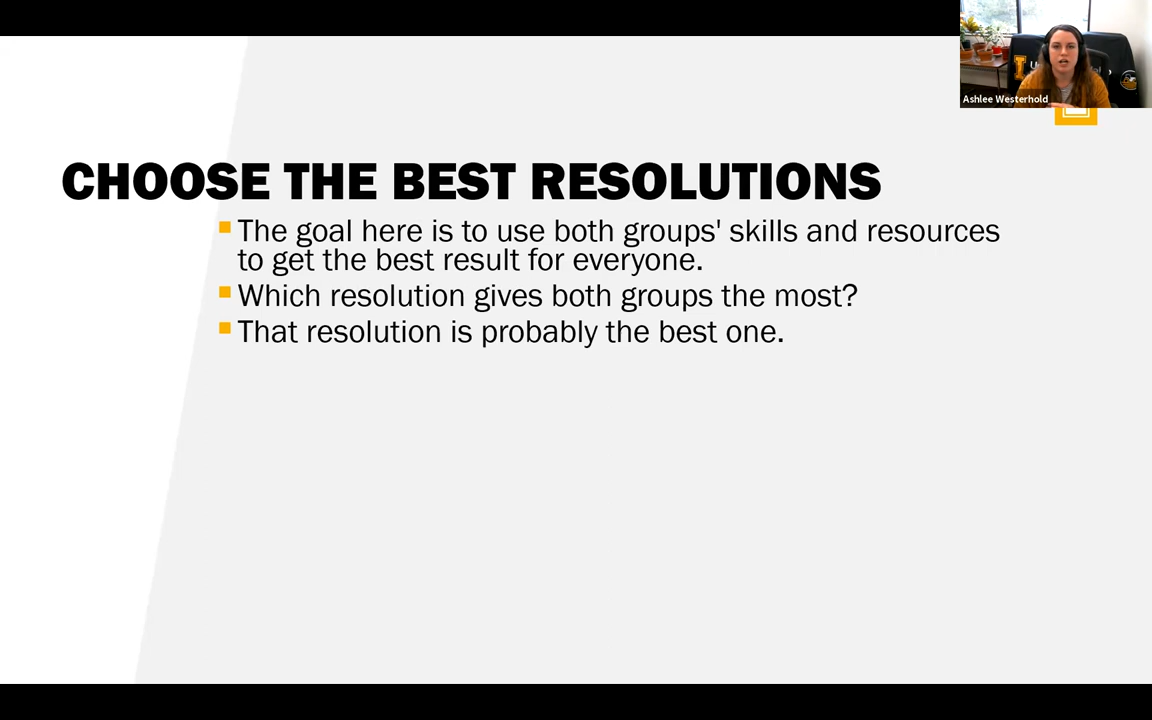 Ashlee Westerhold
CHOOSE THE BEST RESOLUTIONS
The goal here is to use both groups' skills and resources
to get the best result for everyone.
Which resolution gives both groups the most?
That resolution is probably the best one.